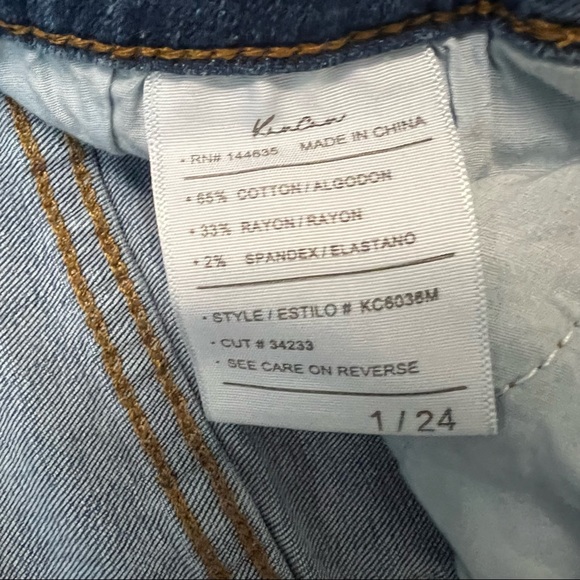 KanCan
• RN# 144635 MADE IN CHINA
• 65% COTTON/ALGODON
• 33% RAYON/RAYON
• 2% SPANDEX/ELASTANO
• STYLE / ESTILO # KC6036M
• CUT # 34233
• SEE CARE ON REVERSE
1 / 24